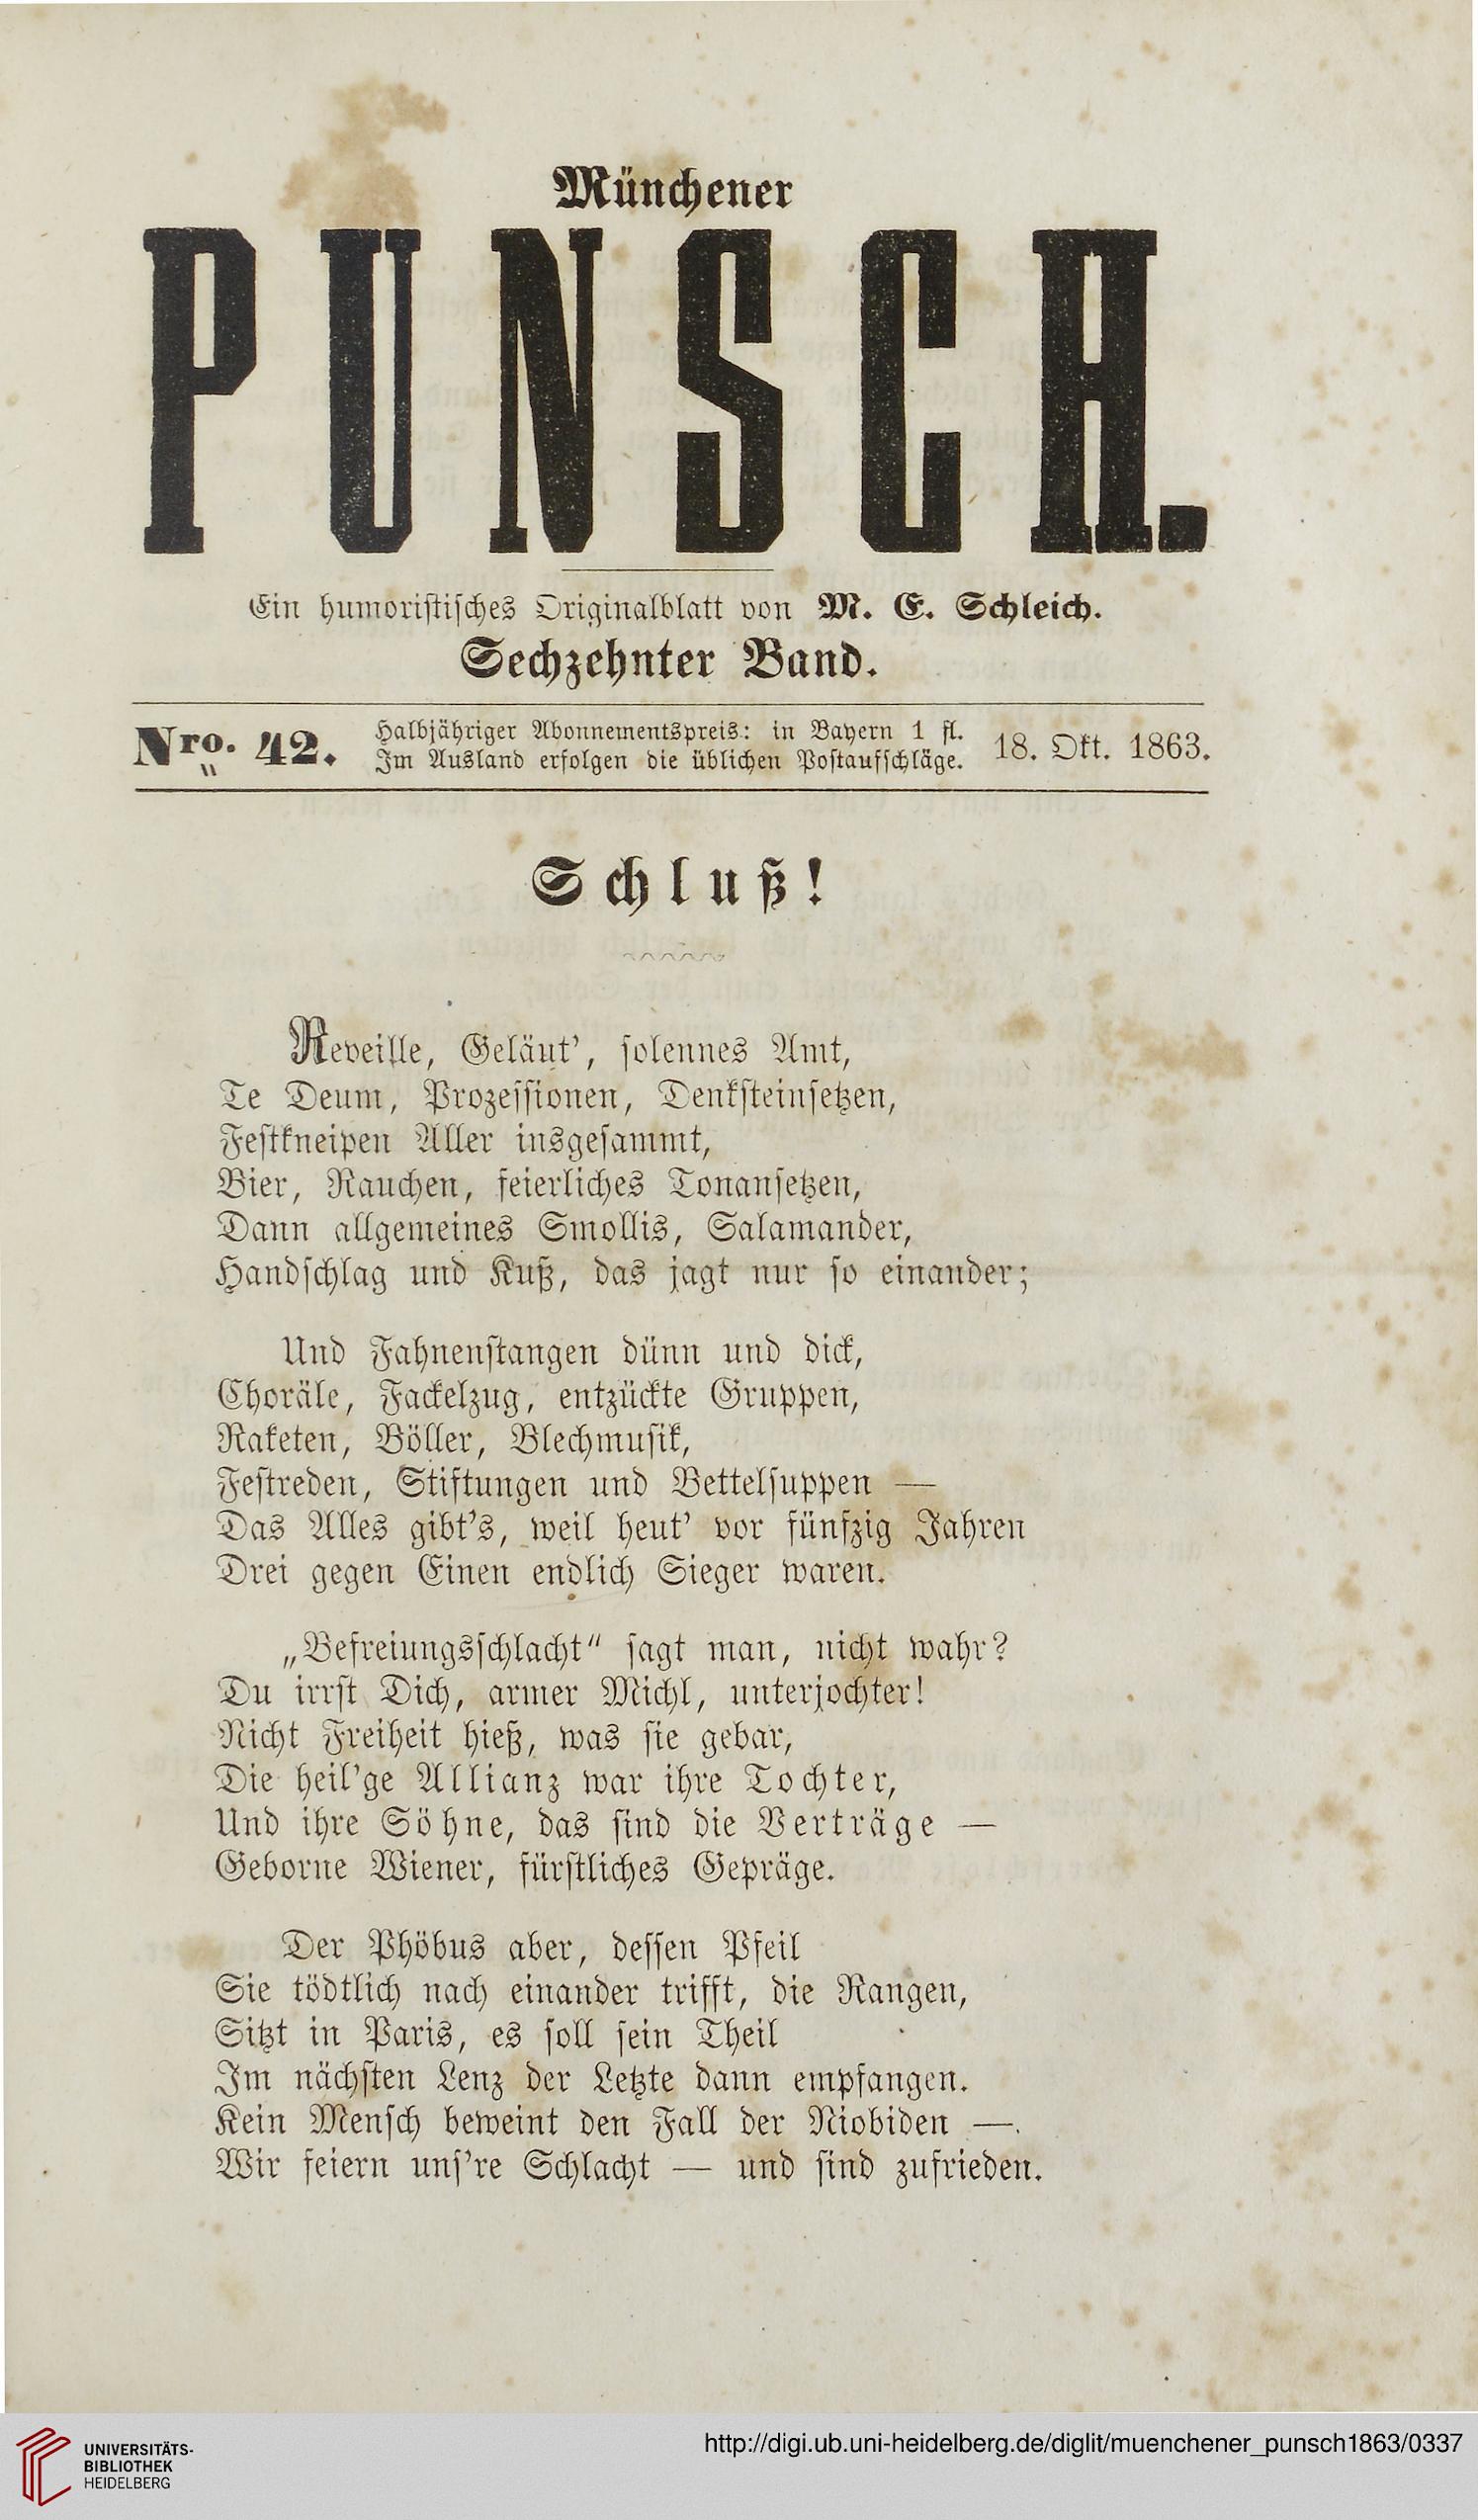 Münchener
PUNSCH.
Ein humoristisches Originalblatt von M. E. Schleich.
Sechzehnter Band.
Nro. 42.
Halbjähriger Abonnementspreis: in Bayern 1 fl.
Im Ausland erfolgen die üblichen Postaufschläge.
18. Okt. 1863.
Schluß!
Reveille, Geläut’, solennes Amt,
Te Deum, Prozessionen, Denksteinsetzen,
Festkneipen Aller insgesammt,
Bier, Rauchen, feierliches Tonansetzen,
Dann allgemeines Smollis, Salamander,
Handschlag und Kuß, das jagt nur so einander;
Und Fahnenstangen dünn und dick,
Choräle, Fackelzug, entzückte Gruppen,
Raketen, Böller, Blechmusik,
Festreden, Stiftungen und Bettelsuppen —
Das Alles gibt’s, weil heut’ vor fünfzig Jahren
Drei gegen Einen endlich Sieger waren.
„Befreiungsschlacht“ sagt man, nicht wahr?
Du irrst Dich, armer Michl, unterjochter!
Nicht Freiheit hieß, was sie gebar,
Die heil’ge Allianz war ihre Tochter,
Und ihre Söhne, das sind die Verträge —
Geborne Wiener, fürstliches Gepräge.
Der Phöbus aber, dessen Pfeil
Sie tödtlich nach einander trifft, die Rangen,
Sitzt in Paris, es soll sein Theil
Im nächsten Lenz der Letzte dann empfangen.
Kein Mensch beweint den Fall der Niobiden —.
Wir feiern uns’re Schlacht — und sind zufrieden.
UNIVERSITÄTS-
BIBLIOTHEK
HEIDELBERG
http://digi.ub.uni-heidelberg.de/diglit/muenchener_punsch1863/0337